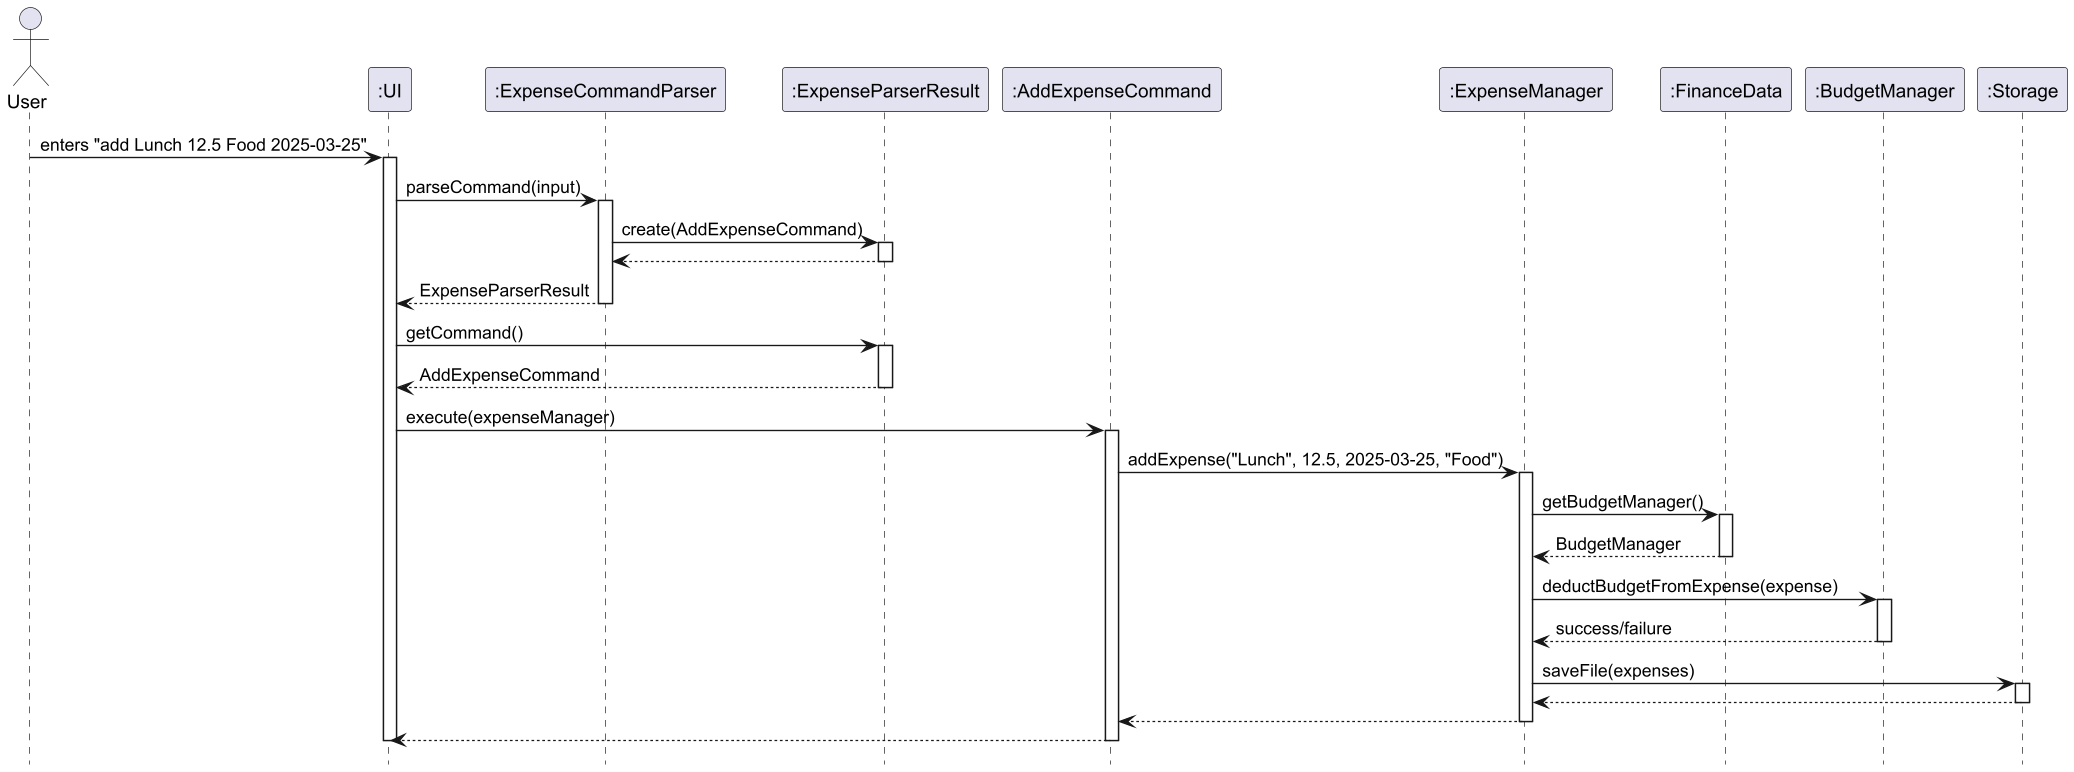 User
:UI
:ExpenseCommandParser
:ExpenseParserResult
:AddExpenseCommand
:ExpenseManager
:FinanceData
:BudgetManager
:Storage
enters "add Lunch 12.5 Food 2025-03-25"
parseCommand(input)
create(AddExpenseCommand)
ExpenseParserResult
getCommand()
AddExpenseCommand
execute(expenseManager)
addExpense("Lunch", 12.5, 2025-03-25, "Food")
getBudgetManager()
BudgetManager
deductBudgetFromExpense(expense)
success/failure
saveFile(expenses)